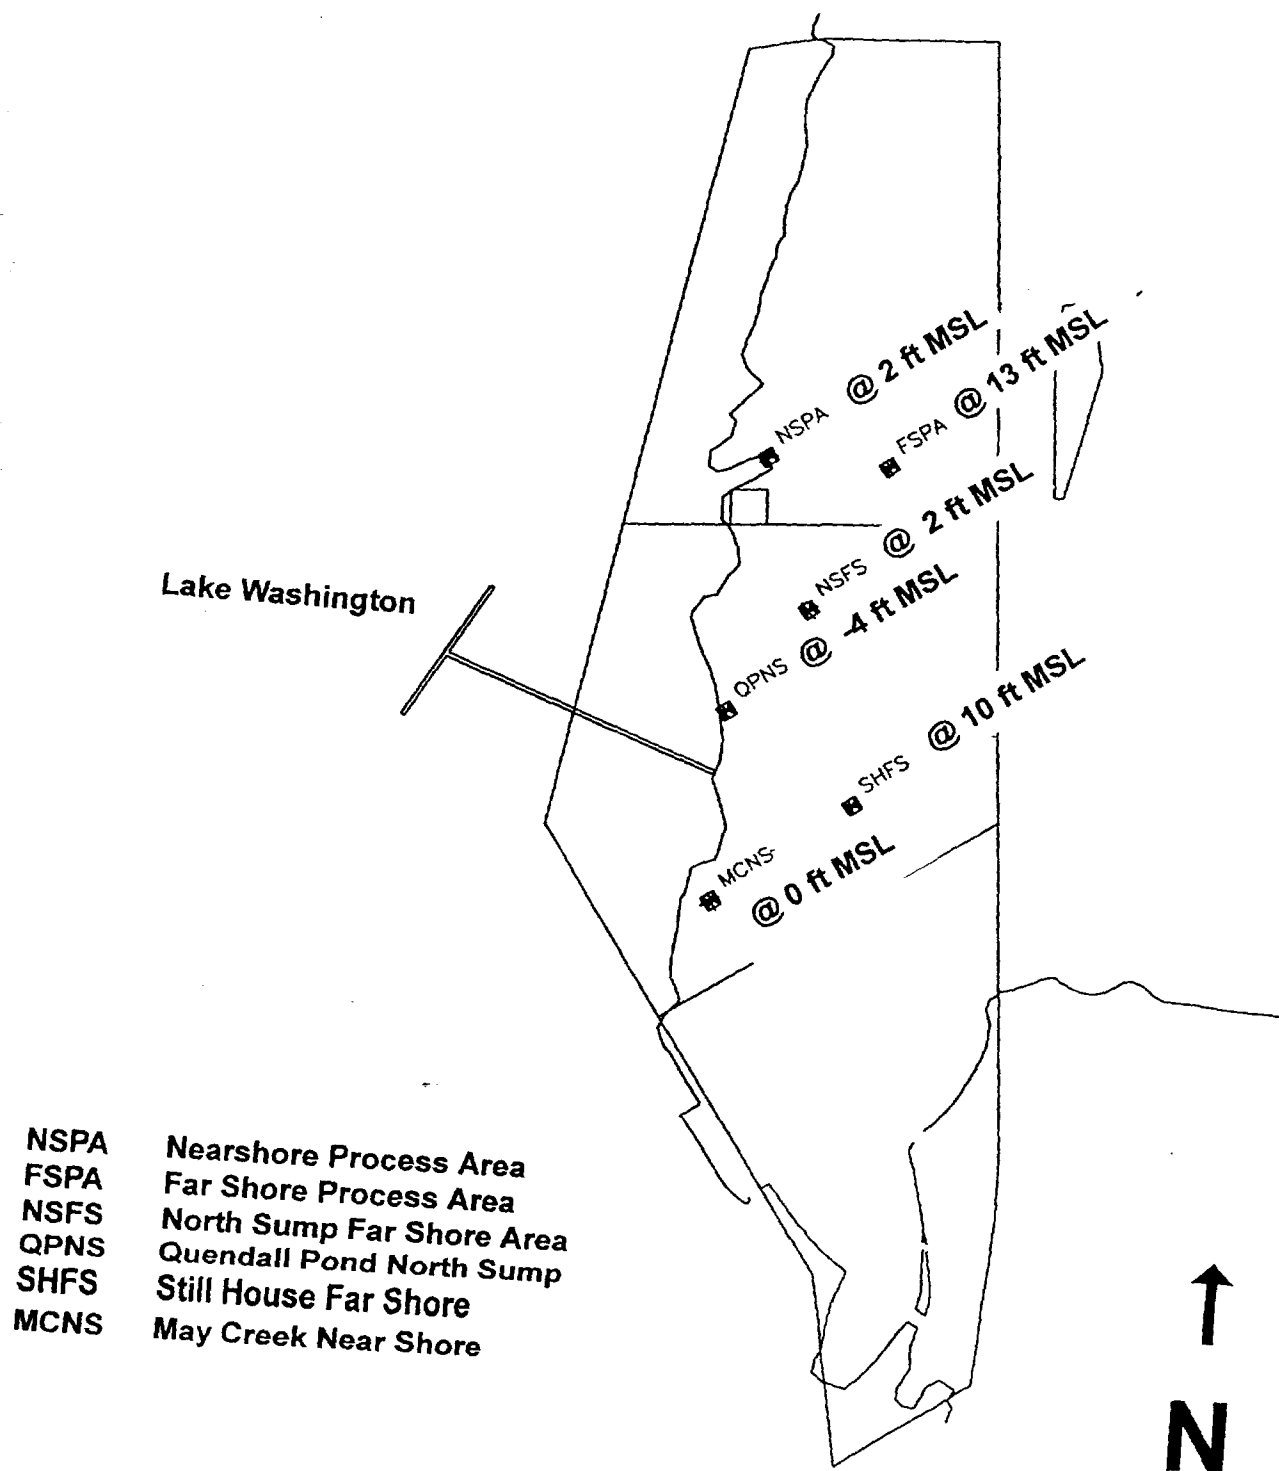 NSPA @ 2 ft MSL
FSPA @ 13 ft MSL
NSFS @ 2 ft MSL
QPNS @ -4 ft MSL
Lake Washington
SHFS @ 10 ft MSL
MCNS
@ 0 ft MSL
NSPA Nearshore Process Area
FSPA Far Shore Process Area
NSFS North Sump Far Shore Area
QPNS Quendall Pond North Sump
SHFS Still House Far Shore
MCNS May Creek Near Shore
N